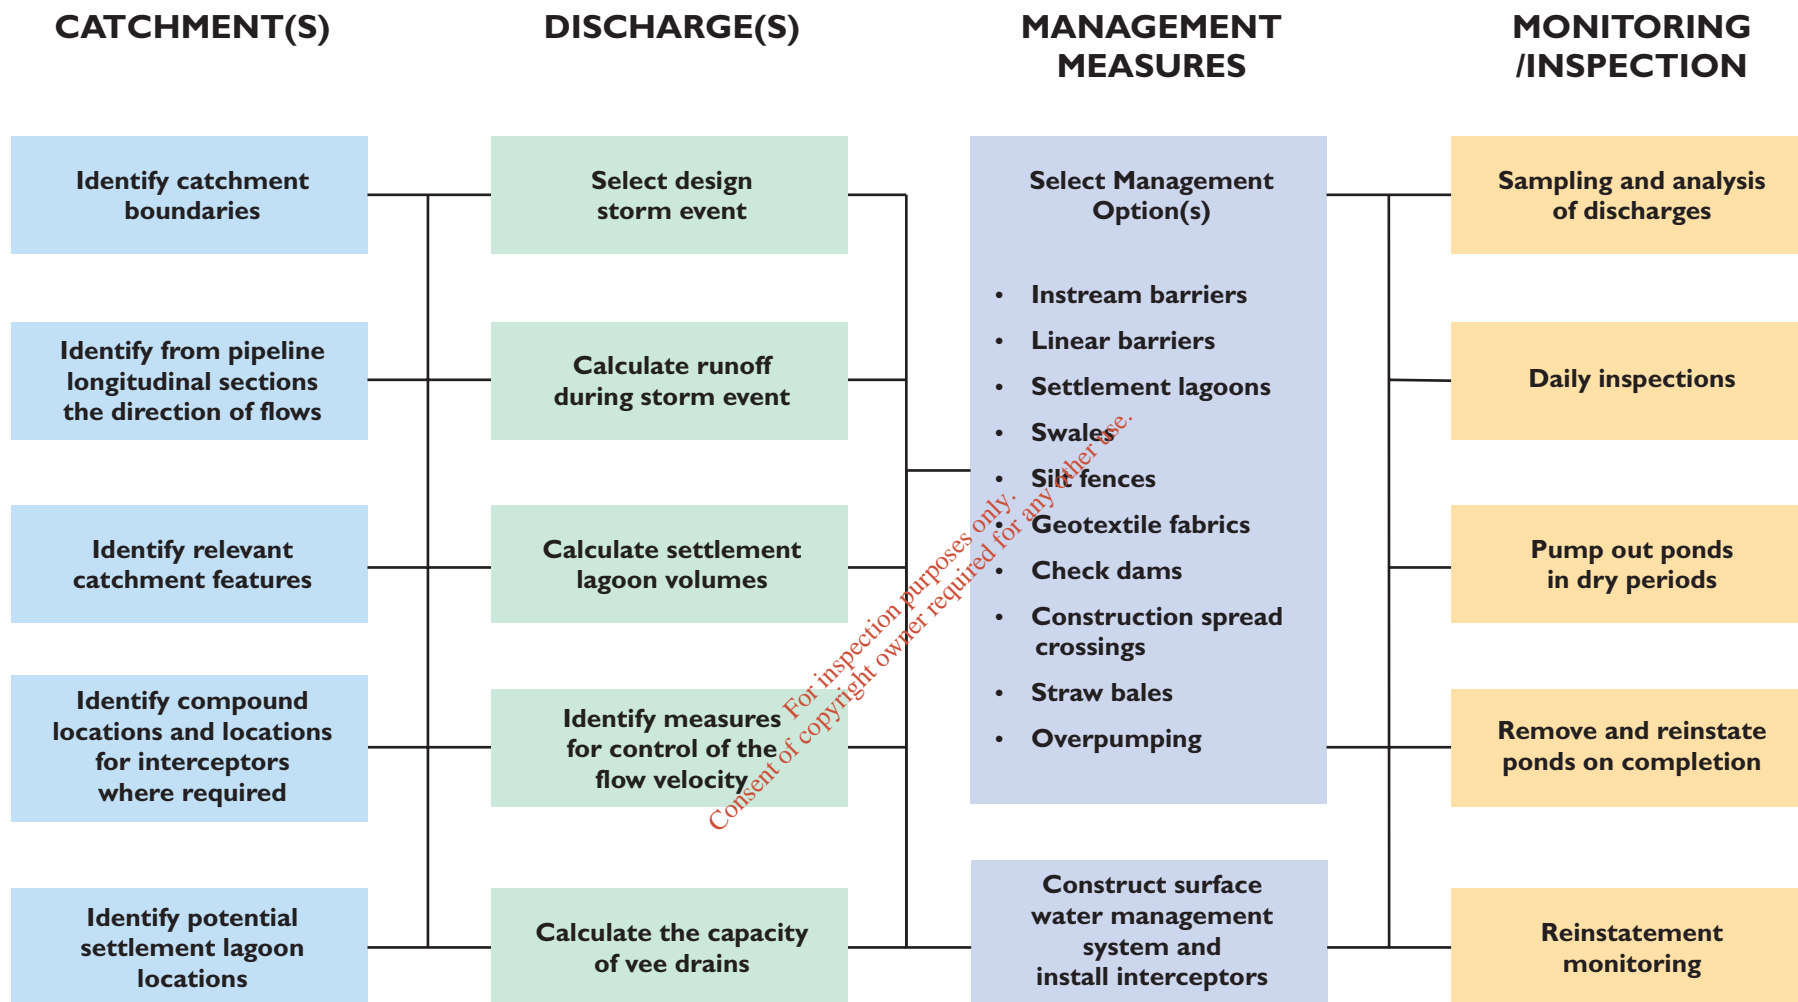 CATCHMENT(S)
Identify catchment
boundaries
Identify from pipeline
longitudinal sections
the direction of flows
Identify relevant
catchment features
Identify compound
locations and locations
for interceptors
where required
Identify potential
settlement lagoon
locations
DISCHARGE(S)
Select design
storm event
Calculate runoff
during storm event
Calculate settlement
lagoon volumes
Identify measures
for control of the
flow velocity
Calculate the capacity
of vee drains
MANAGEMENT
MEASURES
Select Management
Option(s)
• Instream barriers
• Linear barriers
• Settlement lagoons
• Swales
• Silt fences
• Geotextile fabrics
• Check dams
• Construction spread
crossings
• Straw bales
• Overpumping
Construct surface
water management
system and
install interceptors
MONITORING
/INSPECTION
Sampling and analysis
of discharges
Daily inspections
Pump out ponds
in dry periods
Remove and reinstate
ponds on completion
Reinstatement
monitoring
For inspection purposes only.
Consent of copyright owner required for any other use.